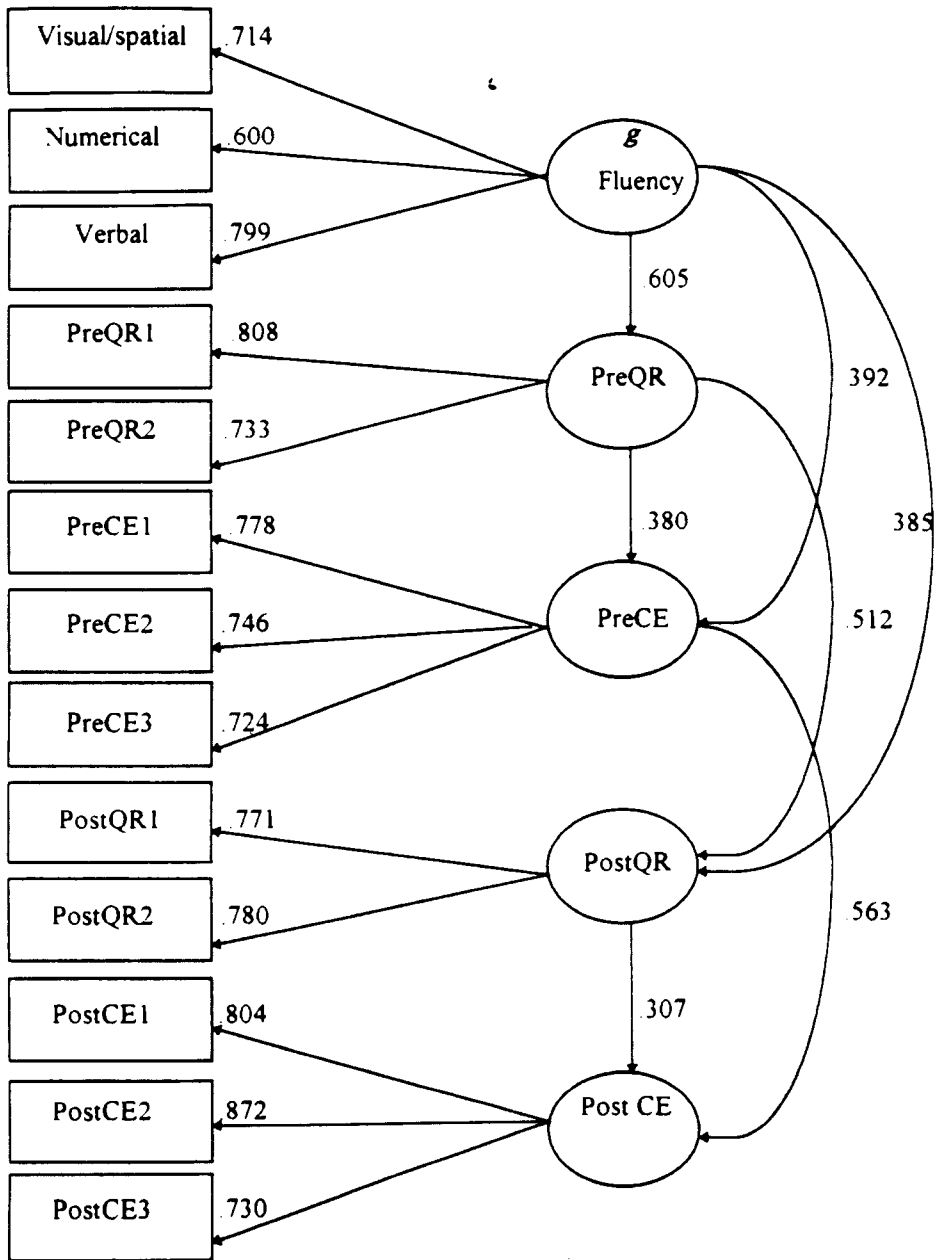 Visual/spatial
.714
Numerical
.600
Verbal
.799
g
Fluency
.605
PreQR1
.808
PreQR
392
PreQR2
.733
PreCE1
.778
.380
385
PreCE2
.746
PreCE
.512
PreCE3
.724
PostQR1
.771
PostQR
PostQR2
.780
.563
PostCE1
.804
.307
PostCE2
.872
Post CE
PostCE3
.730